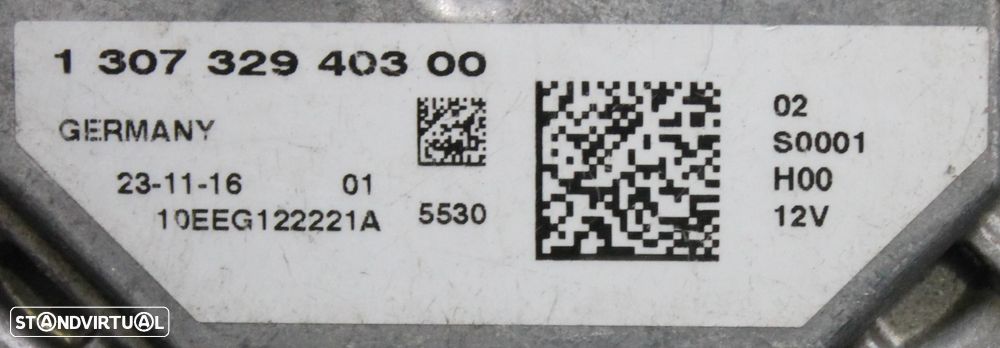 1 307 329 403 00
GERMANY
23-11-16 01
10EEG122221A 5530
02
S0001
H00
12V
STANDVIRTUAL